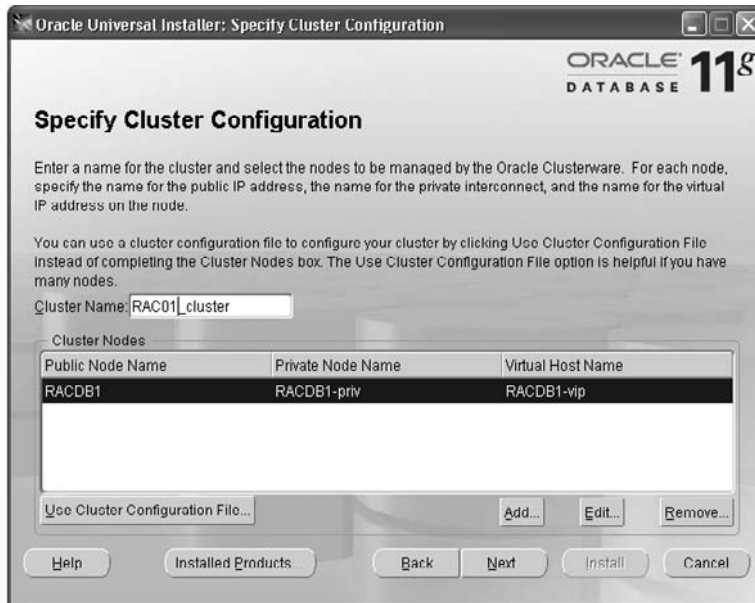 Oracle Universal Installer: Specify Cluster Configuration
ORACLE
DATABASE 11g
Specify Cluster Configuration
Enter a name for the cluster and select the nodes to be managed by the Oracle Clusterware. For each node,
specify the name for the public IP address, the name for the private interconnect, and the name for the virtual
IP address on the node.
You can use a cluster configuration file to configure your cluster by clicking Use Cluster Configuration File
instead of completing the Cluster Nodes box. The Use Cluster Configuration File option is helpful if you have
many nodes.
Cluster Name: RAC01_cluster
Cluster Nodes
Public Node Name Private Node Name Virtual Host Name
RACDB1 RACDB1-priv RACDB1-vip
Use Cluster Configuration File... Add... Edit... Remove...
Help Installed Products... Back Next Install Cancel